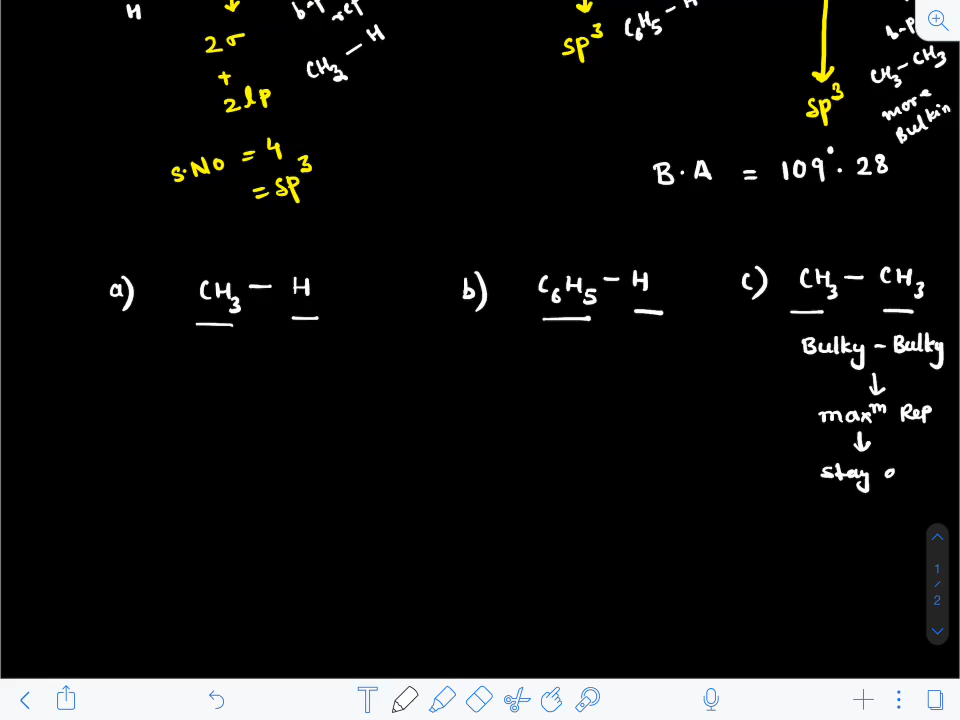 H
b-p
rep
2σ
+
2lp
CH3 - H
S.No = 4
= sp3
sp3
C6H5 - H
b-p
CH3 - CH3
more
sp3
B.A = 109°.28
a) CH3 - H
b) C6H5 - H
c) CH3 - CH3
Bulky - Bulky
↓
maxm Rep
↓
stay
1
/
2
T